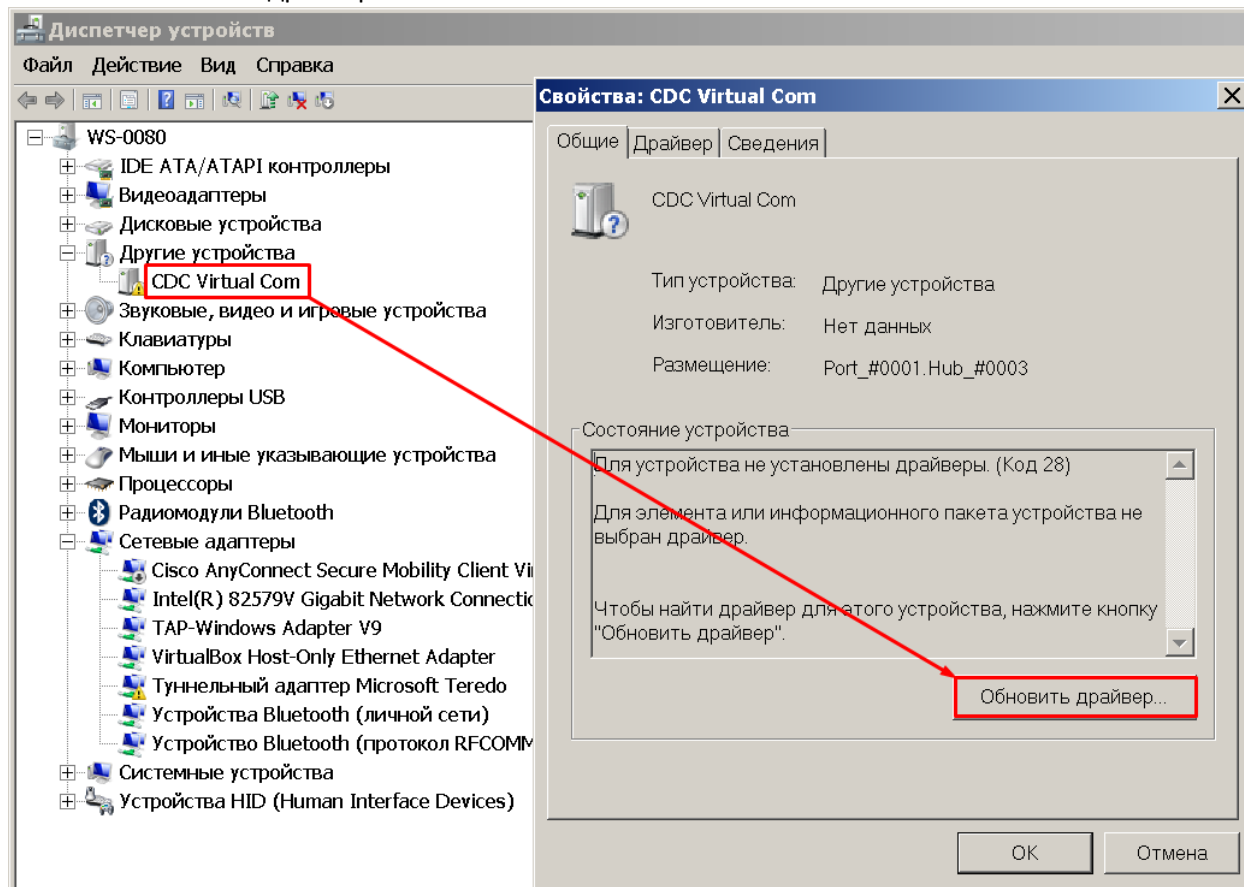 Диспетчер устройств
Файл Действие Вид Справка
WS-0080
IDE ATA/ATAPI контроллеры
Видеоадаптеры
Дисковые устройства
Другие устройства
CDC Virtual Com
Звуковые, видео и игровые устройства
Клавиатуры
Компьютер
Контроллеры USB
Мониторы
Мыши и иные указывающие устройства
Процессоры
Радиомодули Bluetooth
Сетевые адаптеры
Cisco AnyConnect Secure Mobility Client Vi
Intel(R) 82579V Gigabit Network Connectio
TAP-Windows Adapter V9
VirtualBox Host-Only Ethernet Adapter
Туннельный адаптер Microsoft Teredo
Устройства Bluetooth (личной сети)
Устройство Bluetooth (протокол RFCOMM
Системные устройства
Устройства HID (Human Interface Devices)
Свойства: CDC Virtual Com
Общие Драйвер Сведения
CDC Virtual Com
Тип устройства: Другие устройства
Изготовитель: Нет данных
Размещение: Port_#0001.Hub_#0003
Состояние устройства
Для устройства не установлены драйверы. (Код 28)
Для элемента или информационного пакета устройства не
выбран драйвер.
Чтобы найти драйвер для этого устройства, нажмите кнопку
"Обновить драйвер".
Обновить драйвер...
OK Отмена